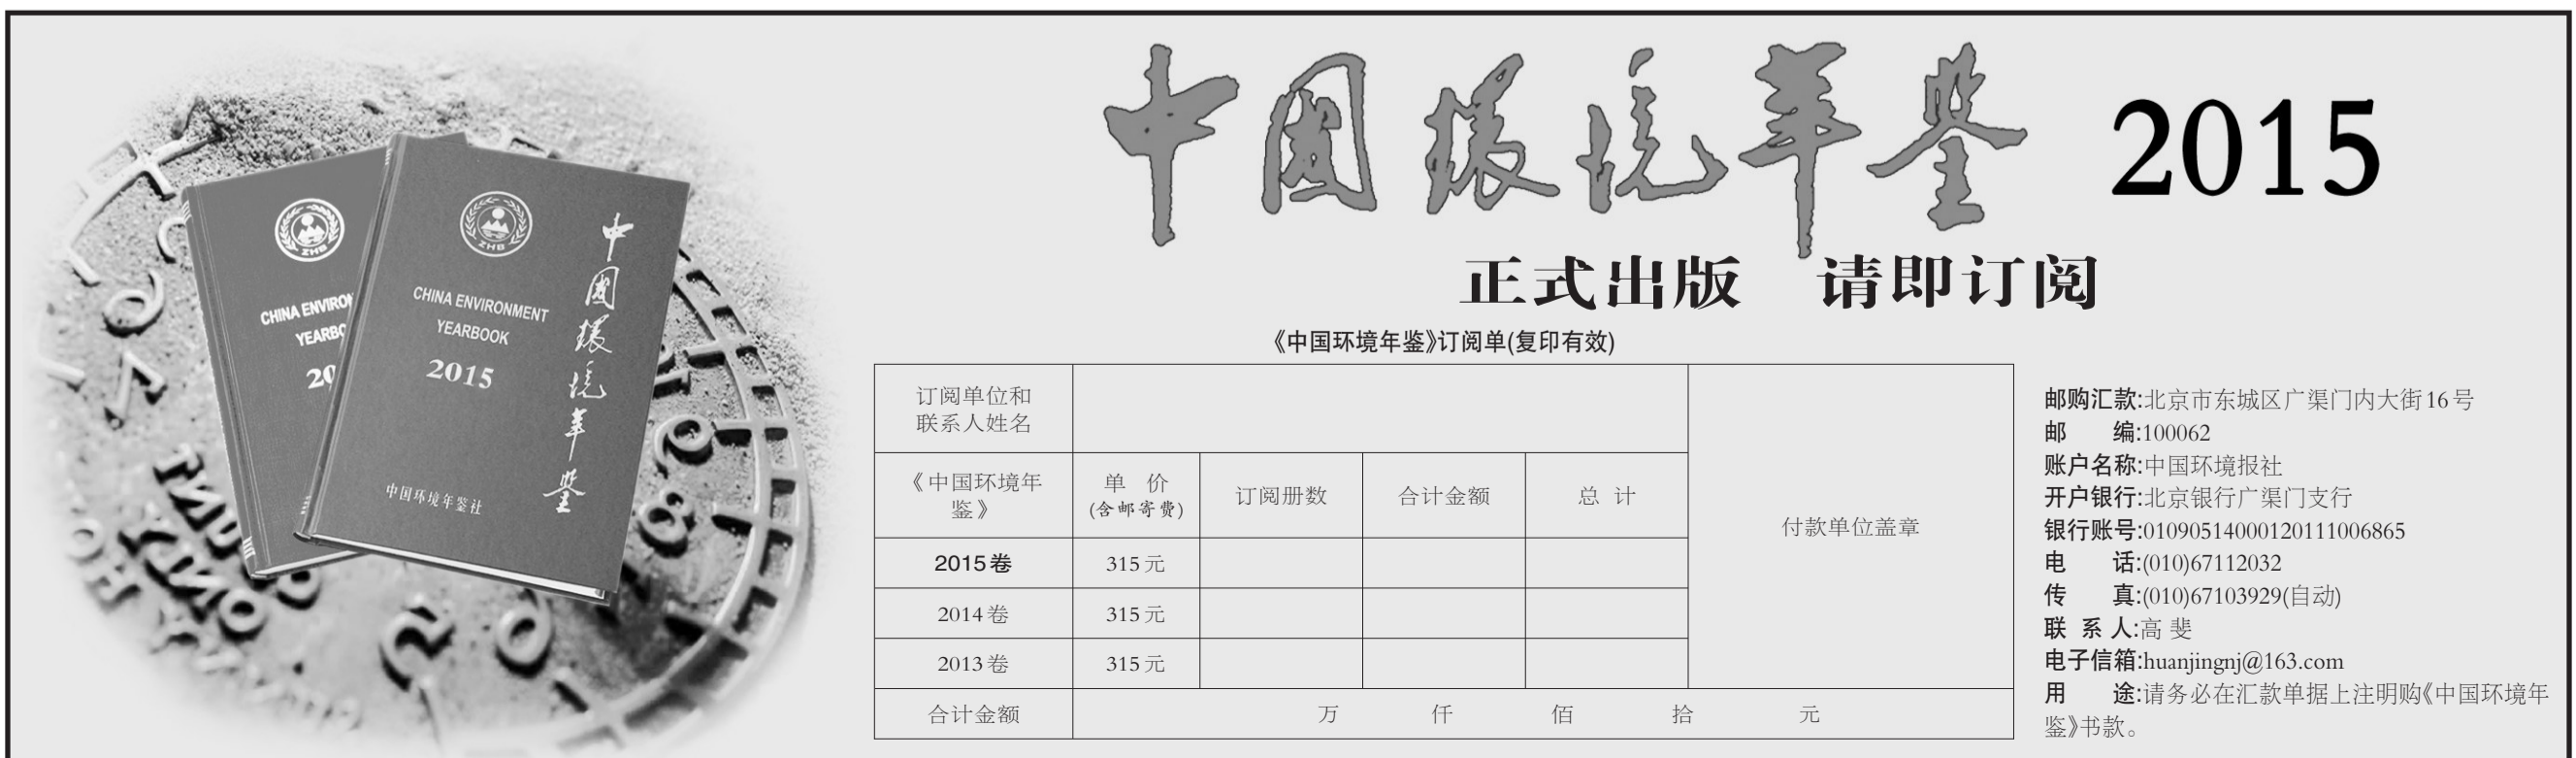 中國環境年鉴 2015
正式出版 请即订阅
《中国环境年鉴》订阅单(复印有效)
ZHB
CHINA ENVIRON
YEARBO
20
ZHB
CHINA ENVIRONMENT
YEARBOOK
2015
中國環境年鉴
中国环境年鉴社
订阅单位和
联系人姓名
付款单位盖章
《中国环境年
鉴》
单 价
(含邮寄费)
订阅册数
合计金额
总 计
2015卷 315元
2014卷 315元
2013卷 315元
合计金额 万 仟 佰 拾 元
邮购汇款:北京市东城区广渠门内大街16号
邮 编:100062
账户名称:中国环境报社
开户银行:北京银行广渠门支行
银行账号:01090514000120111006865
电 话:(010)67112032
传 真:(010)67103929(自动)
联 系 人:高 斐
电子信箱:huanjingnj@163.com
用 途:请务必在汇款单据上注明购《中国环境年
鉴》书款。